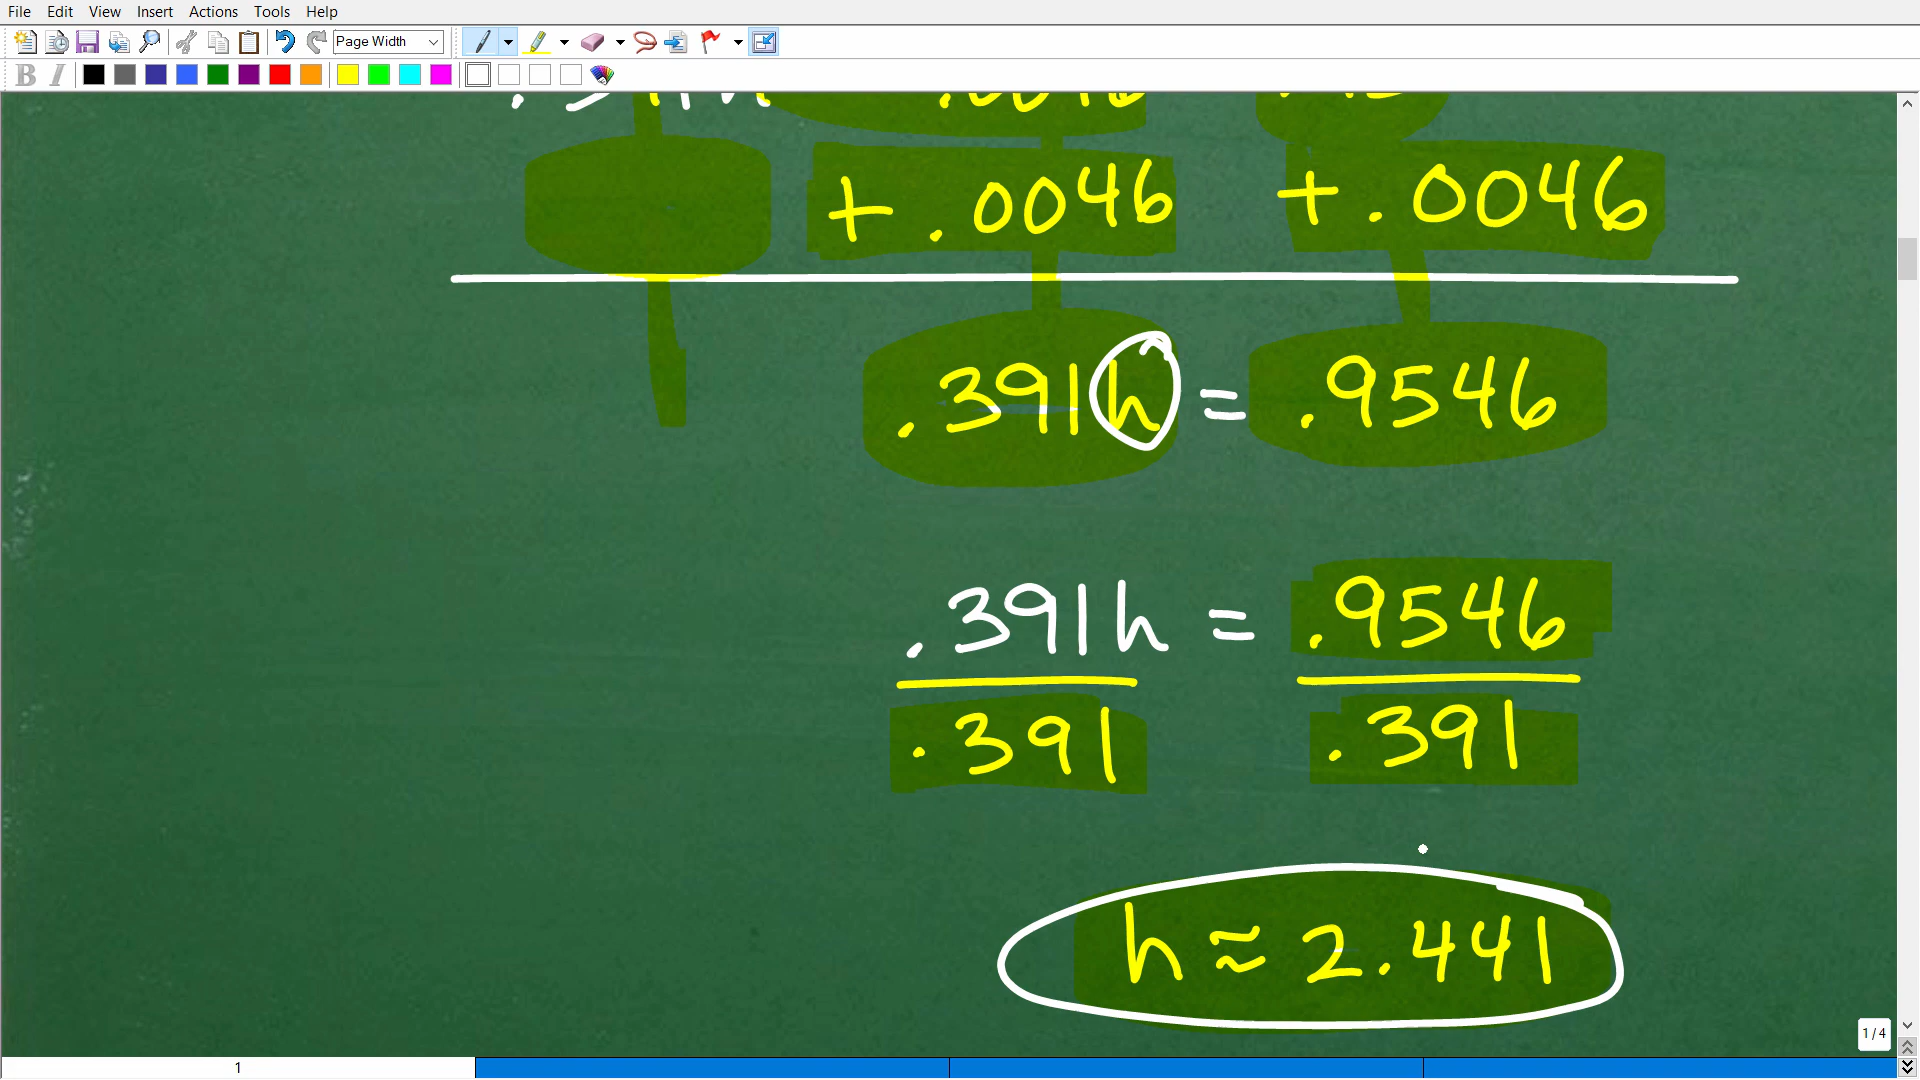 File Edit View Insert Actions Tools Help
Page Width
B I
+ .0046 + .0046
.391h = .9546
.391h = .9546
.391 .391
h ≈ 2.441
1 / 4
1